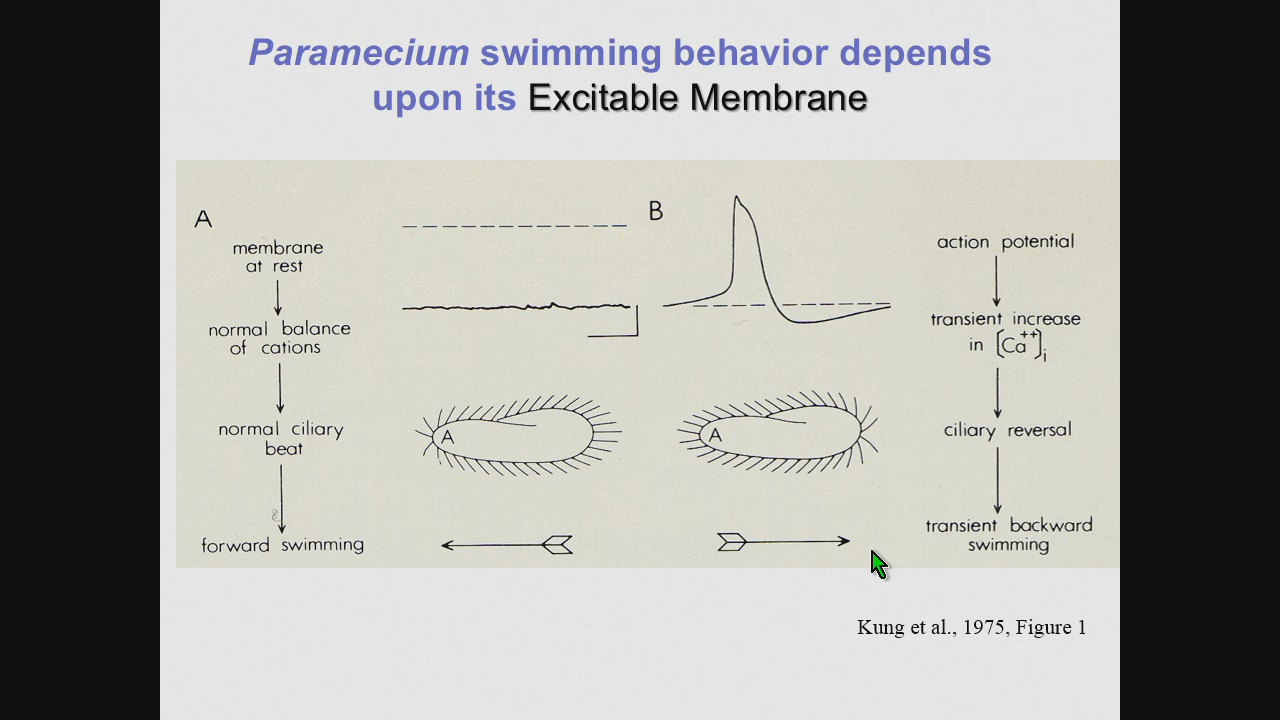 Paramecium swimming behavior depends
upon its Excitable Membrane
A
membrane
at rest
normal balance
of cations
normal ciliary
beat
forward swimming
A
B
A
action potential
transient increase
in [Ca++]i
ciliary reversal
transient backward
swimming
Kung et al., 1975, Figure 1